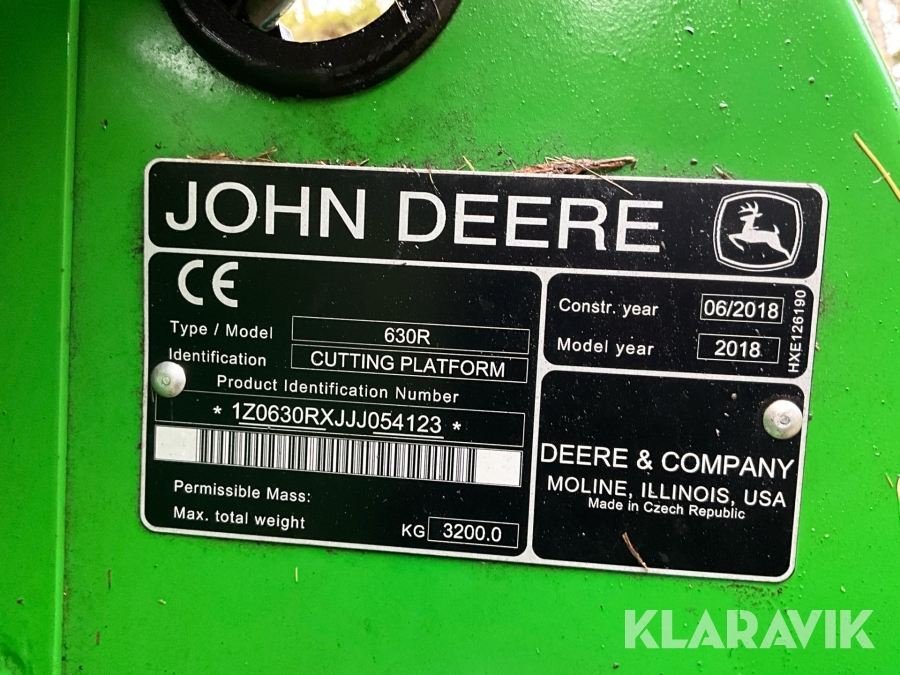 JOHN DEERE
CE
Type / Model 630R
Identification CUTTING PLATFORM
Product Identification Number
* 1Z0630RXJJJ054123 *
Permissible Mass:
Max. total weight KG 3200.0
Constr. year 06/2018
Model year 2018
HXE126190
DEERE & COMPANY
MOLINE, ILLINOIS, USA
Made in Czech Republic
KLARAVIK